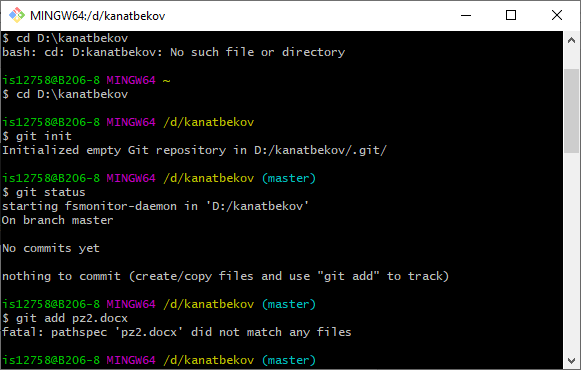 MINGW64:/d/kanatbekov
$ cd D:\kanatbekov
bash: cd: D:kanatbekov: No such file or directory
is12758@B206-8 MINGW64 ~
$ cd D:\kanatbekov
is12758@B206-8 MINGW64 /d/kanatbekov
$ git init
Initialized empty Git repository in D:/kanatbekov/.git/
is12758@B206-8 MINGW64 /d/kanatbekov (master)
$ git status
starting fsmonitor-daemon in 'D:/kanatbekov'
On branch master
No commits yet
nothing to commit (create/copy files and use "git add" to track)
is12758@B206-8 MINGW64 /d/kanatbekov (master)
$ git add pz2.docx
fatal: pathspec 'pz2.docx' did not match any files
is12758@B206-8 MINGW64 /d/kanatbekov (master)